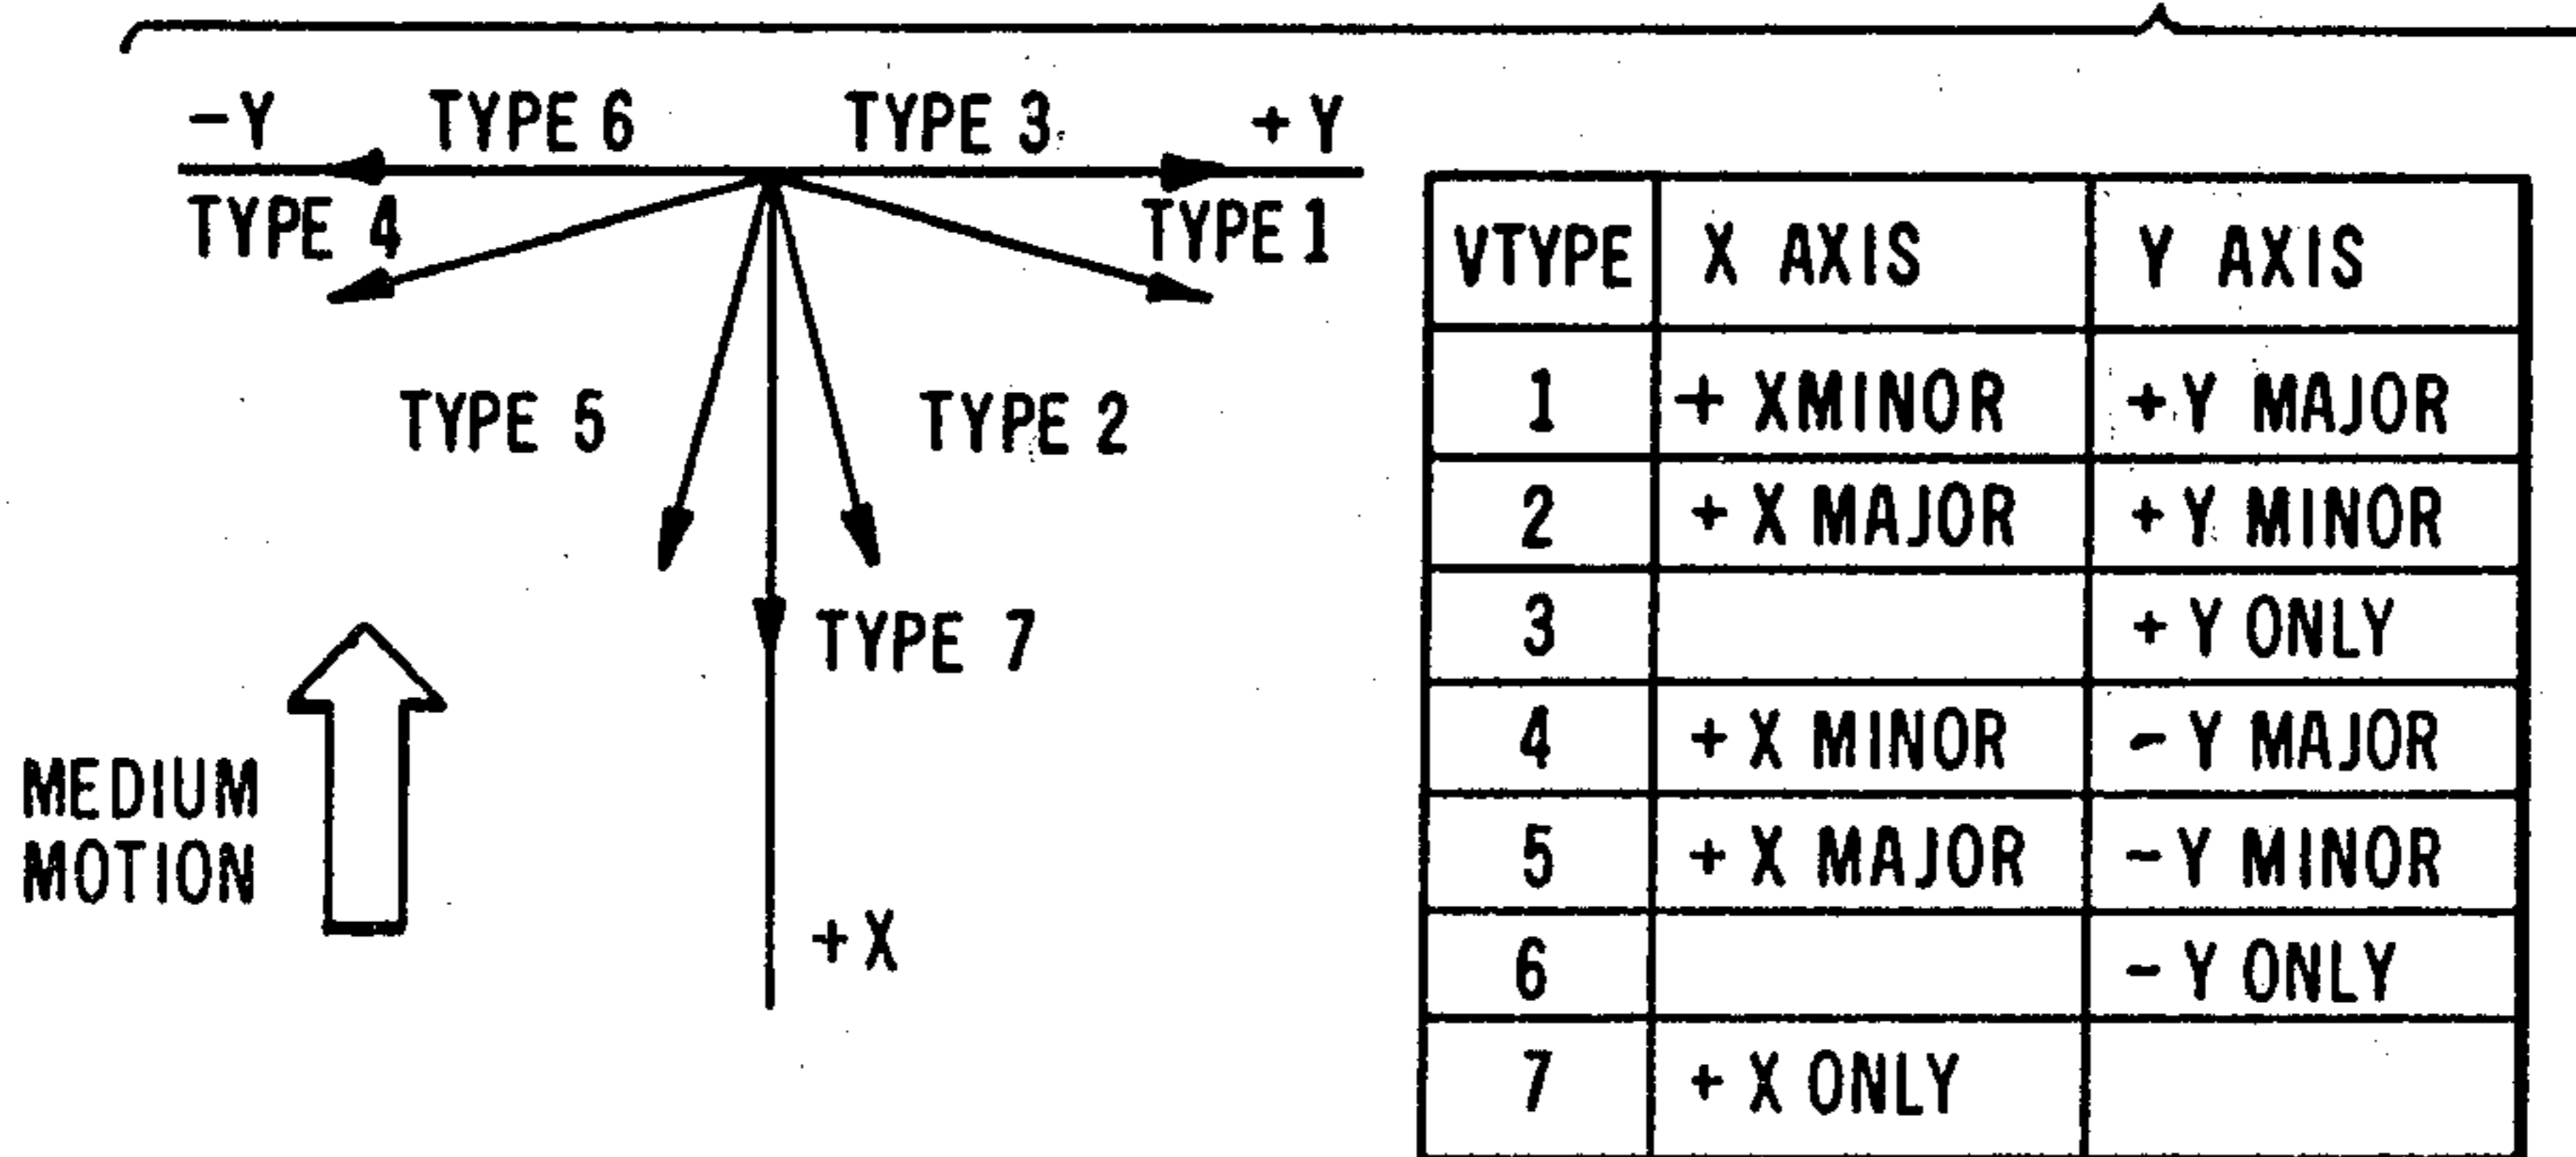 -Y TYPE 6 TYPE 3 +Y
TYPE 4 TYPE 1
TYPE 5 TYPE 2
TYPE 7
MEDIUM
MOTION
+X
VTYPE X AXIS Y AXIS
1 + XMINOR +Y MAJOR
2 + X MAJOR + Y MINOR
3 + Y ONLY
4 + X MINOR - Y MAJOR
5 + X MAJOR - Y MINOR
6 - Y ONLY
7 + X ONLY